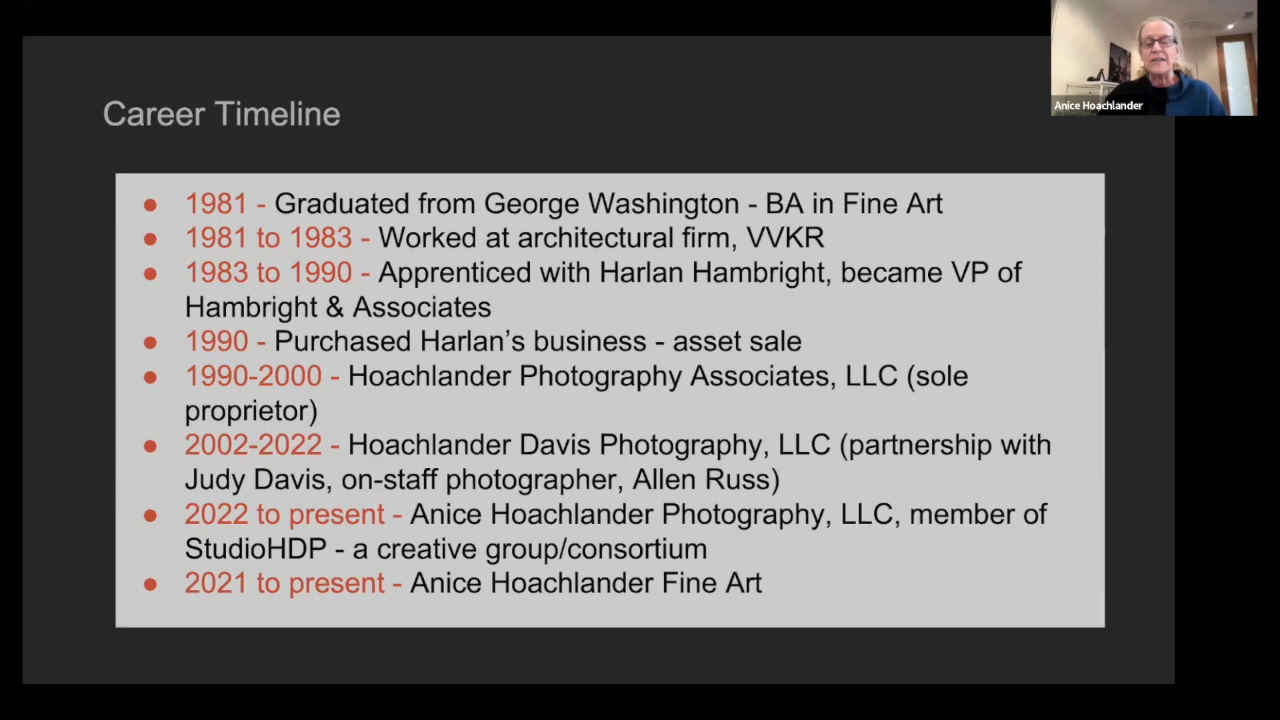 Career Timeline
Anice Hoachlander
● 1981 - Graduated from George Washington - BA in Fine Art
● 1981 to 1983 - Worked at architectural firm, VVKR
● 1983 to 1990 - Apprenticed with Harlan Hambright, became VP of
Hambright & Associates
● 1990 - Purchased Harlan’s business - asset sale
● 1990-2000 - Hoachlander Photography Associates, LLC (sole
proprietor)
● 2002-2022 - Hoachlander Davis Photography, LLC (partnership with
Judy Davis, on-staff photographer, Allen Russ)
● 2022 to present - Anice Hoachlander Photography, LLC, member of
StudioHDP - a creative group/consortium
● 2021 to present - Anice Hoachlander Fine Art